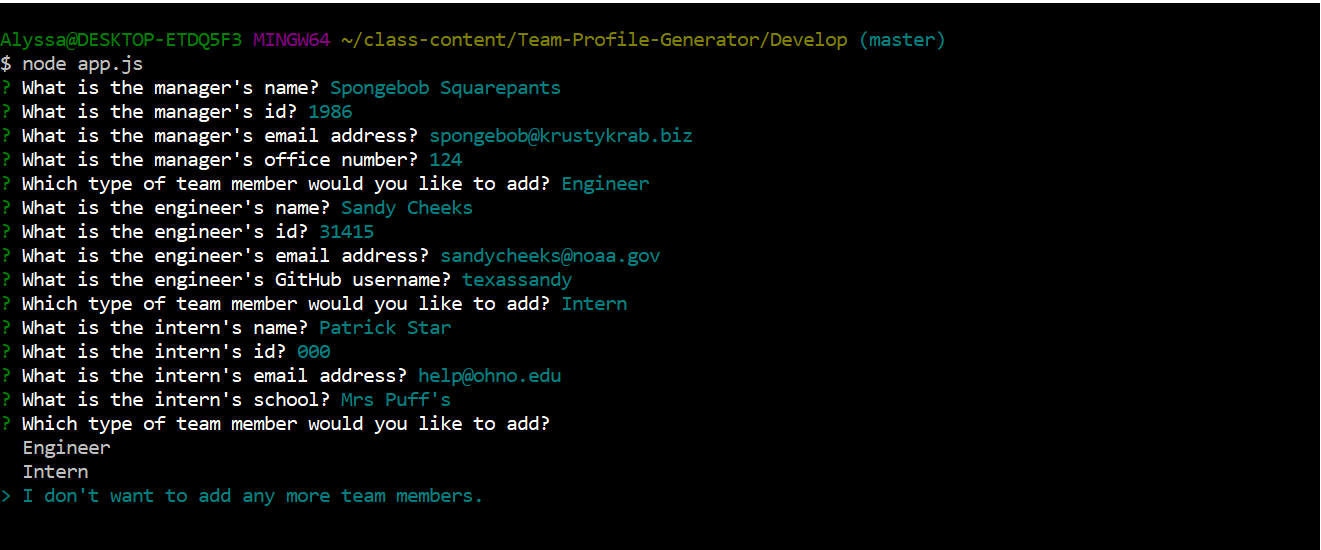 Alyssa@DESKTOP-ETDQ5F3 MINGW64 ~/class-content/Team-Profile-Generator/Develop (master)
$ node app.js
? What is the manager's name? Spongebob Squarepants
? What is the manager's id? 1986
? What is the manager's email address? spongebob@krustykrab.biz
? What is the manager's office number? 124
? Which type of team member would you like to add? Engineer
? What is the engineer's name? Sandy Cheeks
? What is the engineer's id? 31415
? What is the engineer's email address? sandycheeks@noaa.gov
? What is the engineer's GitHub username? texassandy
? Which type of team member would you like to add? Intern
? What is the intern's name? Patrick Star
? What is the intern's id? 000
? What is the intern's email address? help@ohno.edu
? What is the intern's school? Mrs Puff's
? Which type of team member would you like to add?
  Engineer
  Intern
> I don't want to add any more team members.